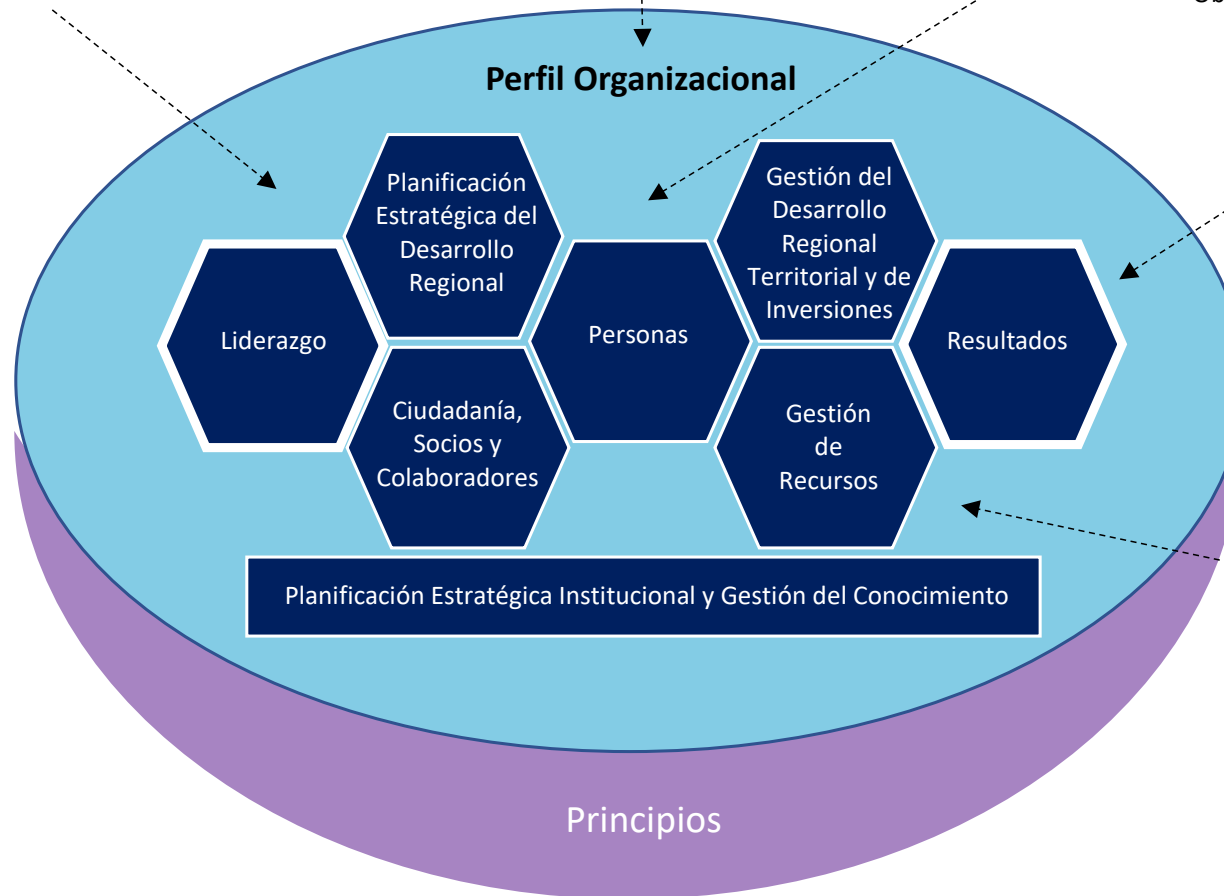 Perfil Organizacional
Planificación
Estratégica del
Desarrollo
Regional
Gestión del
Desarrollo
Regional
Territorial y de
Inversiones
Liderazgo
Personas
Resultados
Ciudadanía,
Socios y
Colaboradores
Gestión
de
Recursos
Planificación Estratégica Institucional y Gestión del Conocimiento
Principios